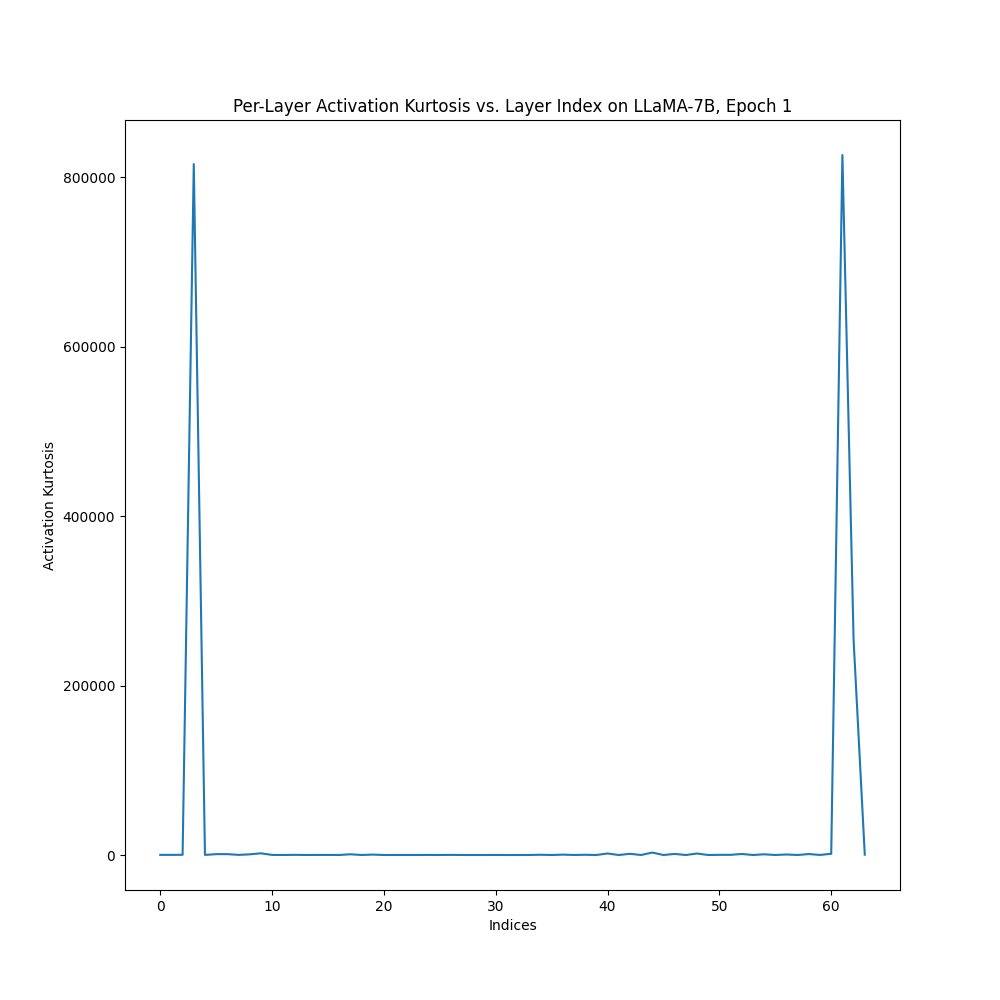 Per-Layer Activation Kurtosis vs. Layer Index on LLaMA-7B, Epoch 1
800000
600000
400000
200000
0
Activation Kurtosis
0 10 20 30 40 50 60
Indices